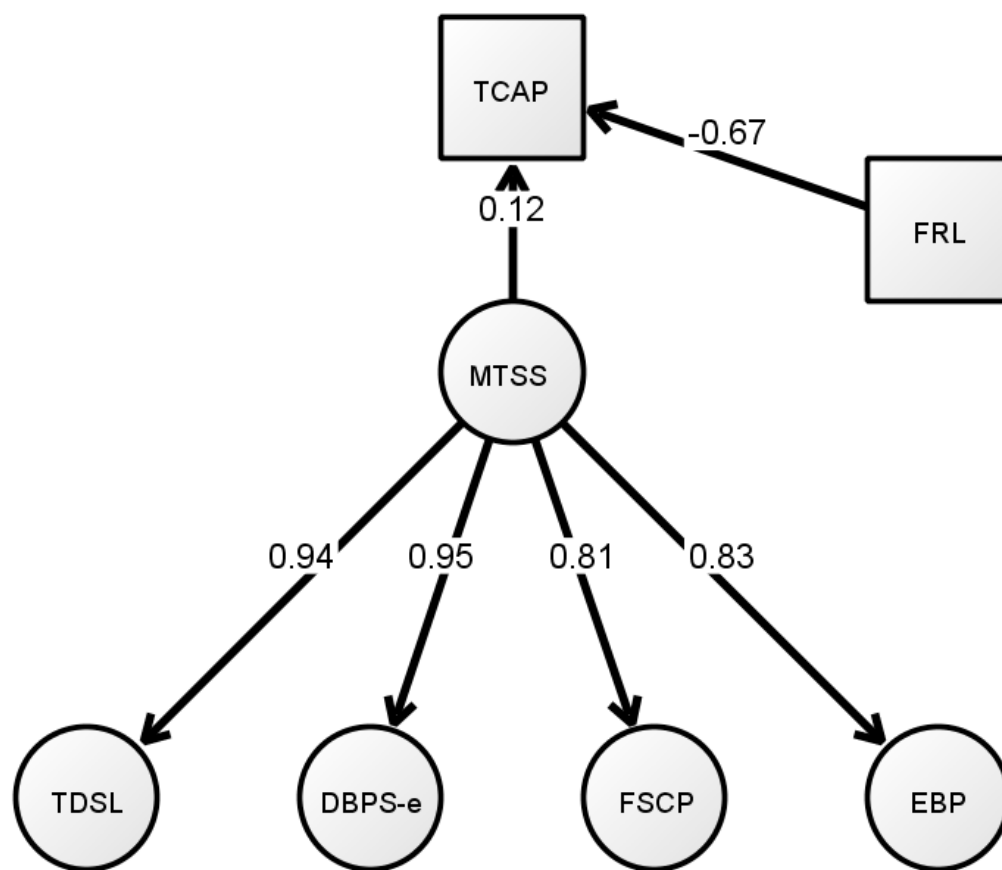 TCAP
-0.67
0.12
FRL
MTSS
0.94
0.95
0.81
0.83
TDSL
DBPS-e
FSCP
EBP